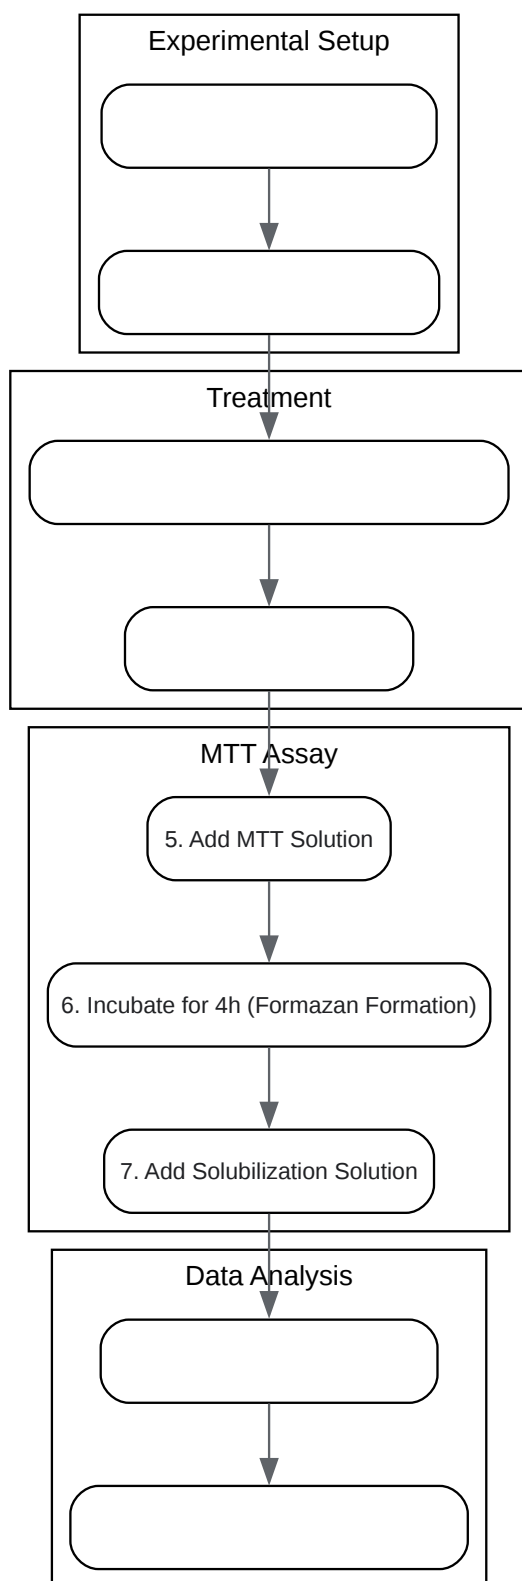 Experimental Setup
Treatment
MTT Assay
5. Add MTT Solution
6. Incubate for 4h (Formazan Formation)
7. Add Solubilization Solution
Data Analysis